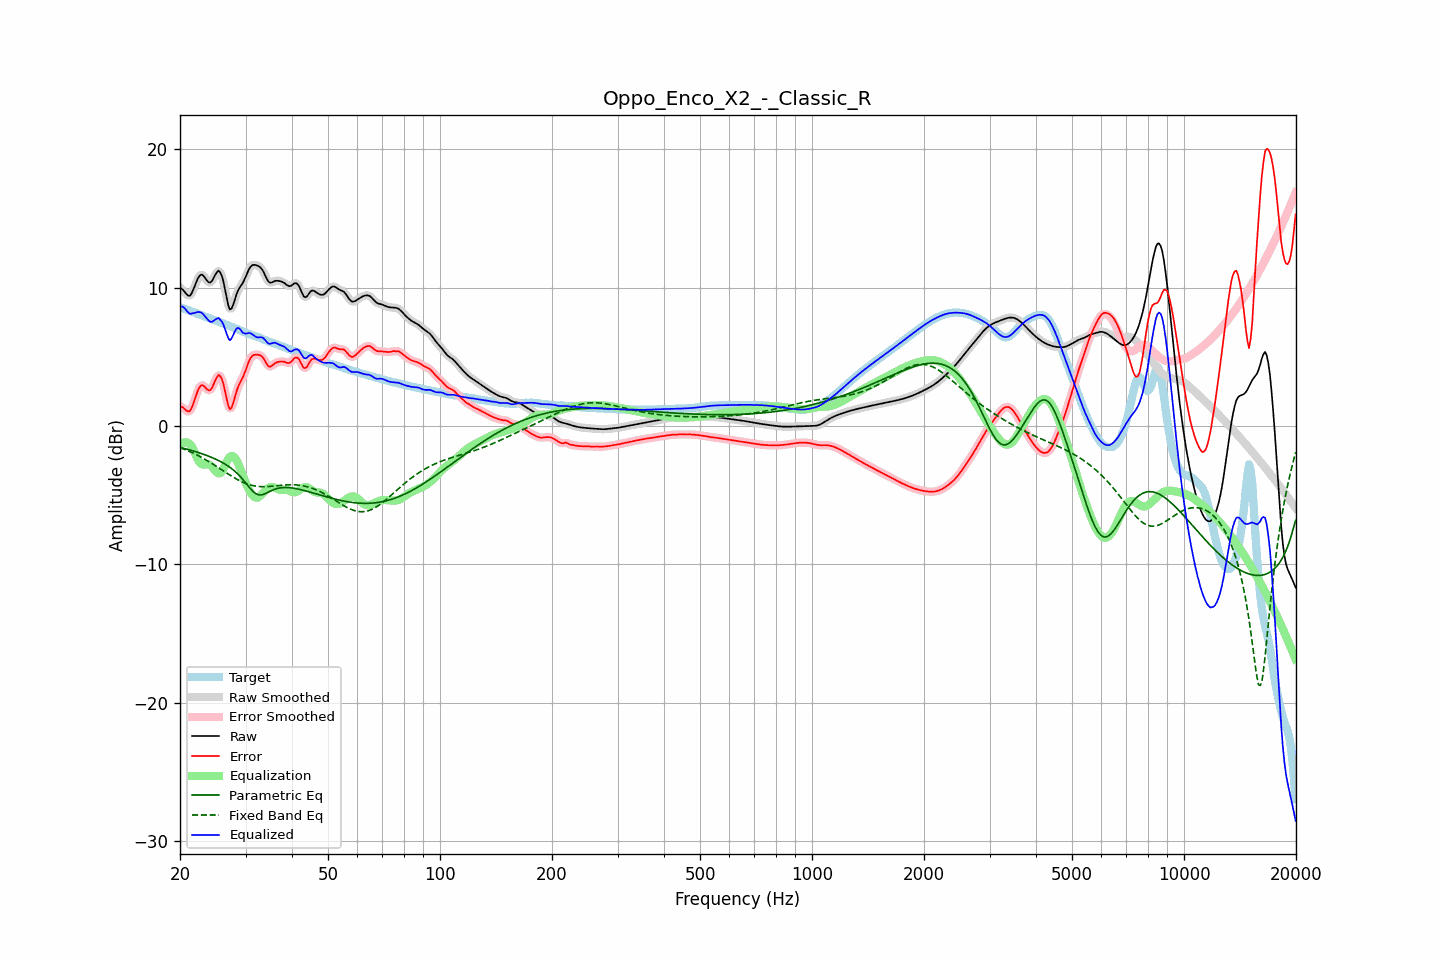 Oppo_Enco_X2_-_Classic_R
20
10
0
−10
−20
−30
Amplitude (dBr)
Target
Raw Smoothed
Error Smoothed
Raw
Error
Equalization
Parametric Eq
Fixed Band Eq
Equalized
20 50 100 200 500 1000 2000 5000 10000 20000
Frequency (Hz)